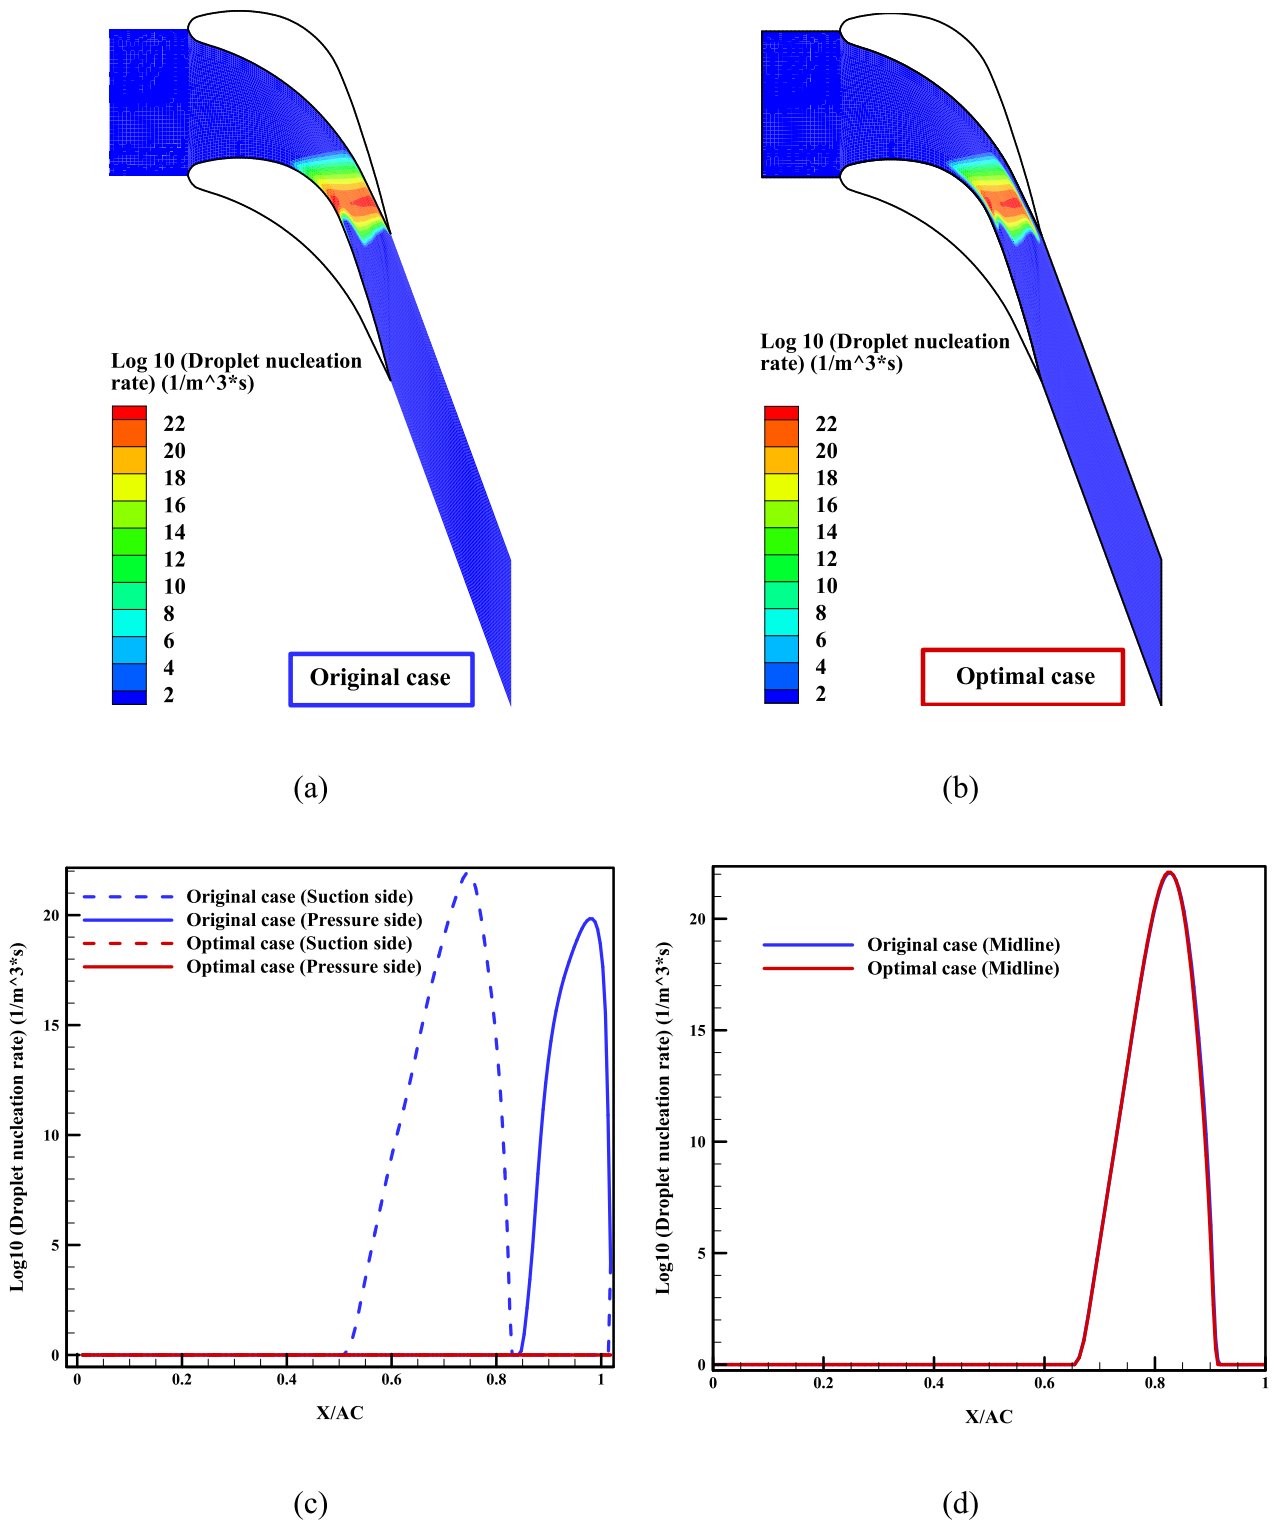 Log 10 (Droplet nucleation
rate) (1/m^3*s)
22
20
18
16
14
12
10
8
6
4
2
Original case
(a)
Log 10 (Droplet nucleation
rate) (1/m^3*s)
22
20
18
16
14
12
10
8
6
4
2
Optimal case
(b)
Log10 (Droplet nucleation rate) (1/m^3*s)
20
15
10
5
0
Original case (Suction side)
Original case (Pressure side)
Optimal case (Suction side)
Optimal case (Pressure side)
0 0.2 0.4 0.6 0.8 1
X/AC
(c)
Log10 (Droplet nucleation rate) (1/m^3*s)
20
15
10
5
0
Original case (Midline)
Optimal case (Midline)
0 0.2 0.4 0.6 0.8 1
X/AC
(d)